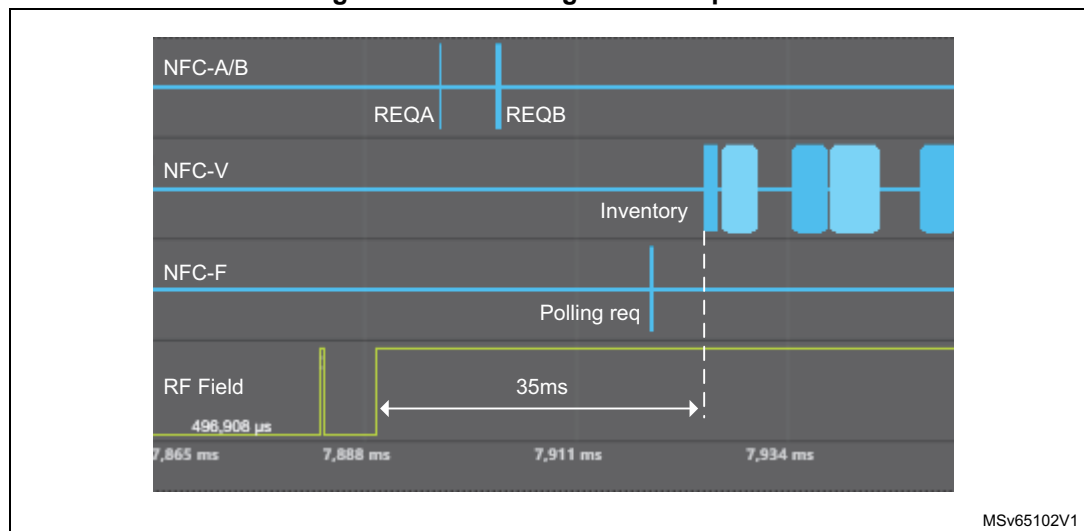 NFC-A/B
REQA
REQB
NFC-V
Inventory
NFC-F
Polling req
RF Field
35ms
496,908 µs
7,865 ms
7,888 ms
7,911 ms
7,934 ms
MSv65102V1